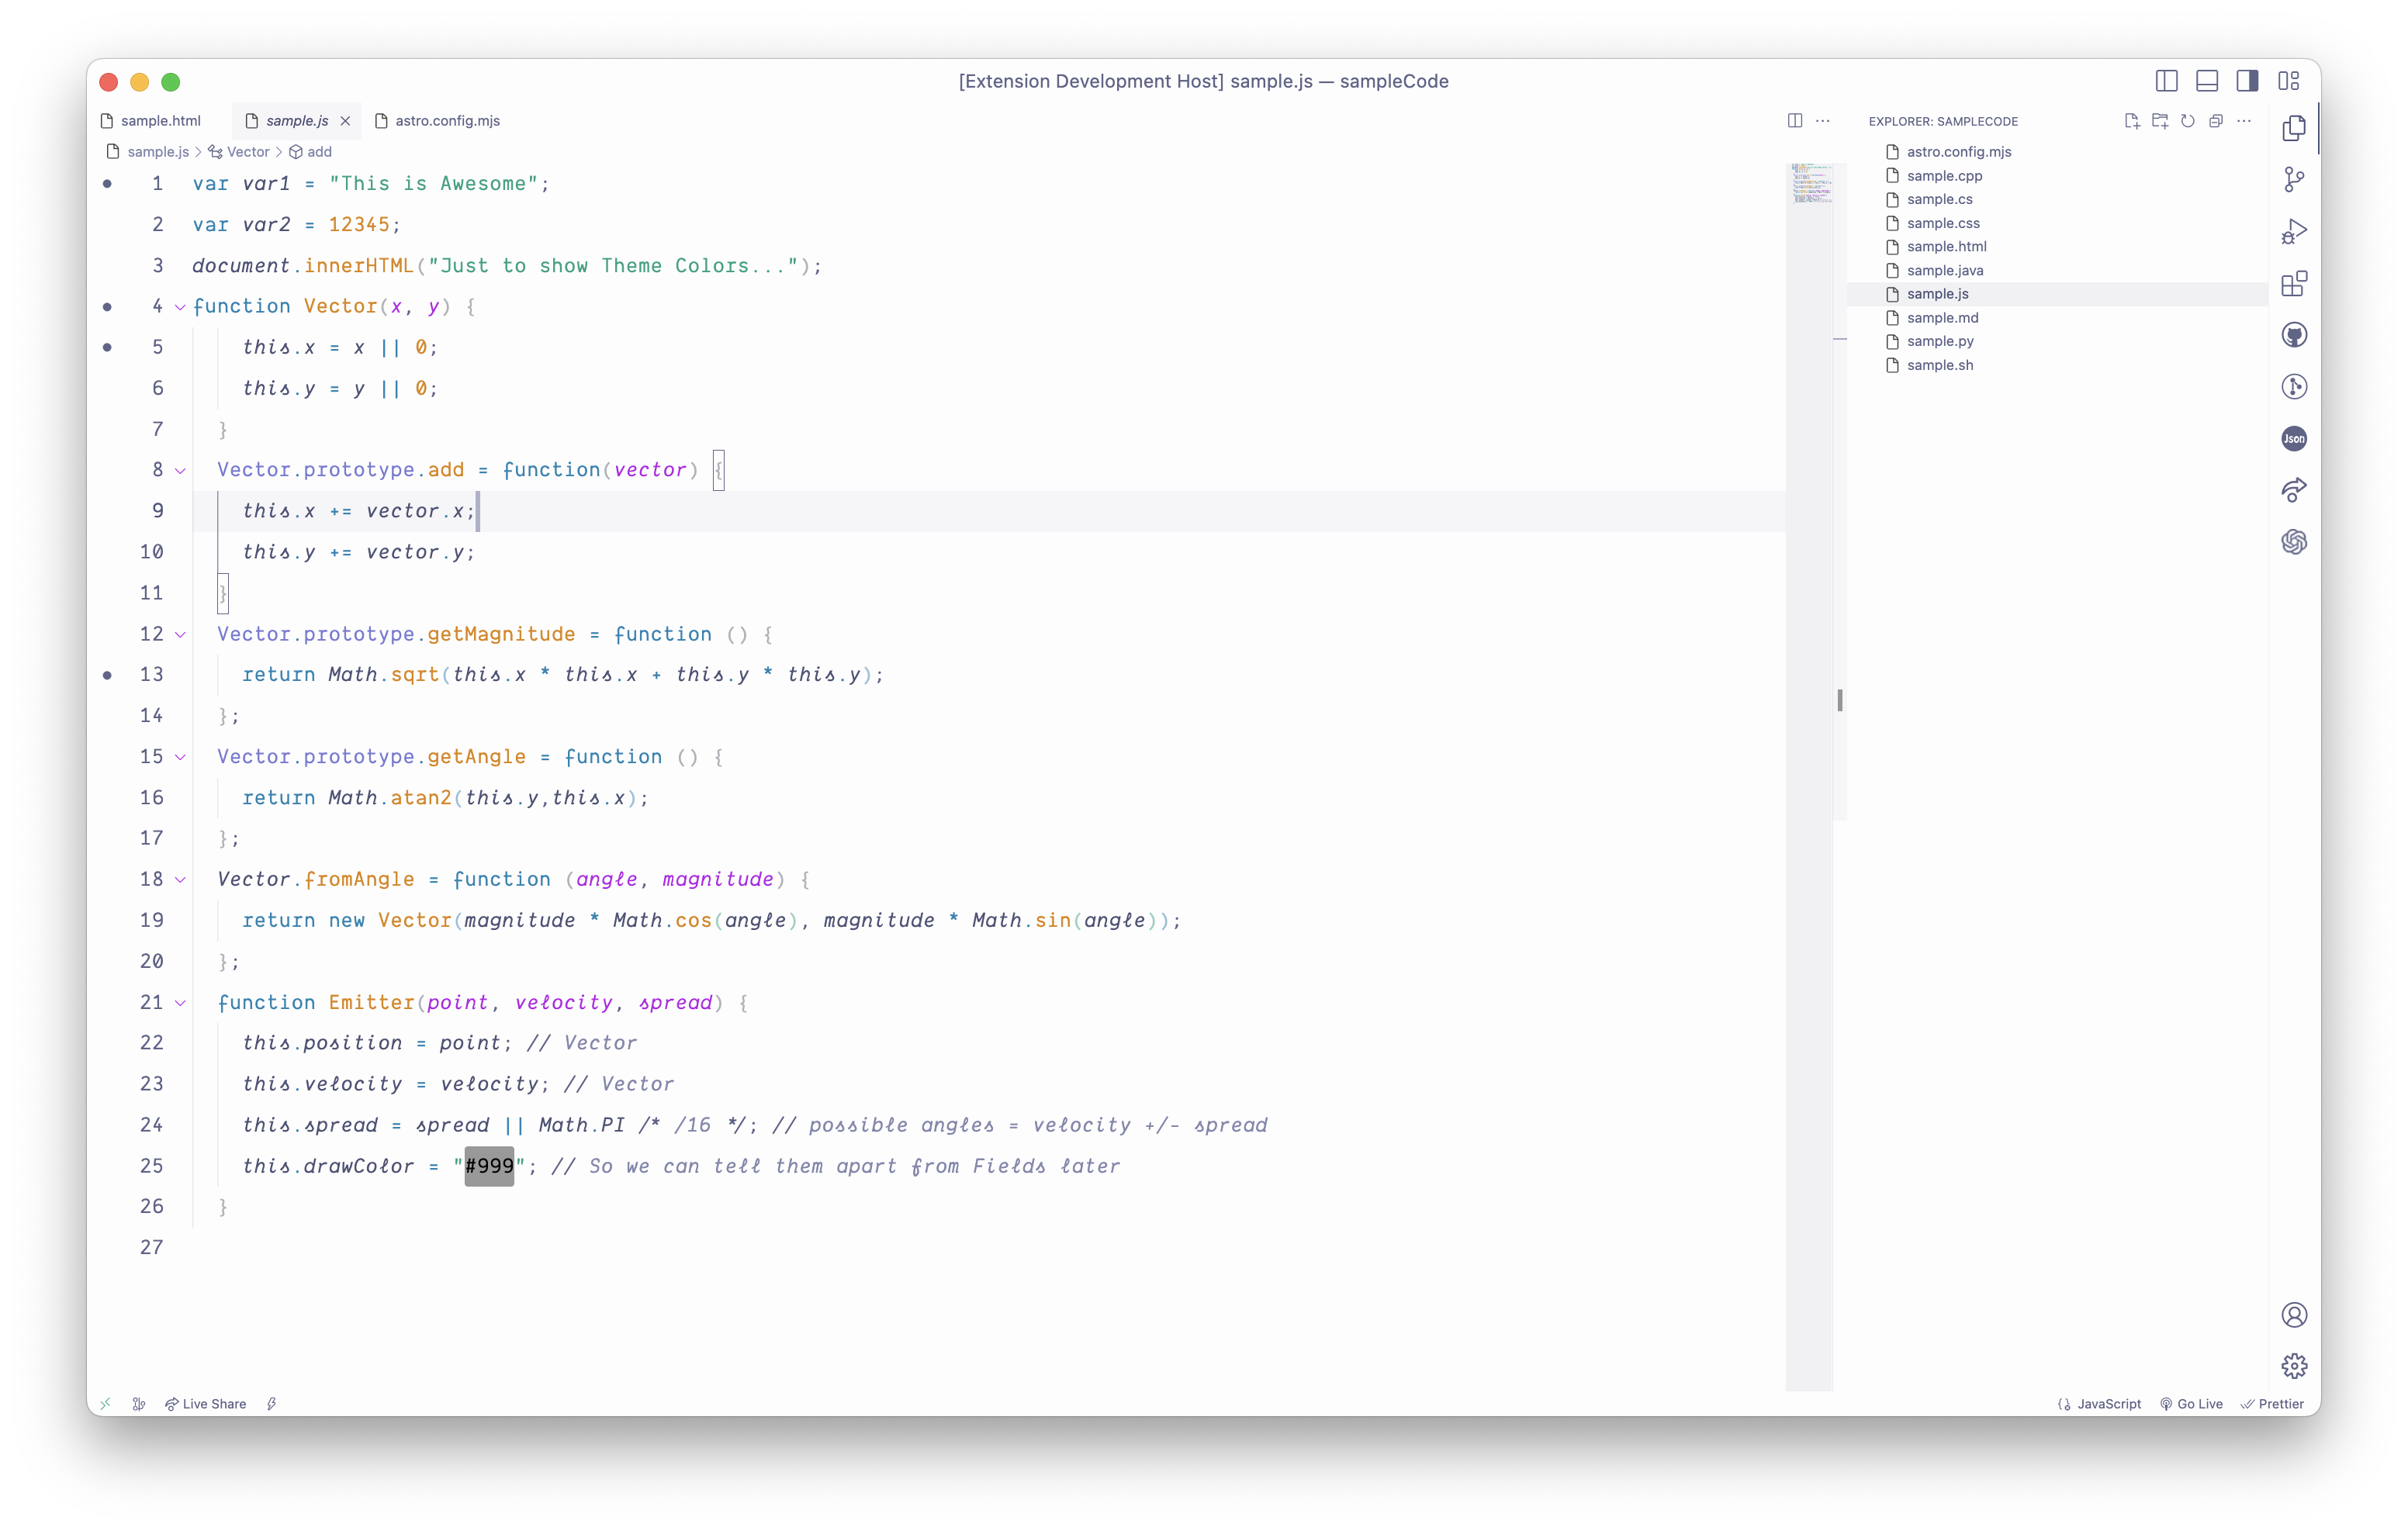 [Extension Development Host] sample.js — sampleCode
sample.html
sample.js
astro.config.mjs
sample.js > Vector > add
1 var var1 = "This is Awesome";
2 var var2 = 12345;
3 document.innerHTML("Just to show Theme Colors...");
4 function Vector(x, y) {
5 this.x = x || 0;
6 this.y = y || 0;
7 }
8 Vector.prototype.add = function(vector) {
9 this.x += vector.x;
10 this.y += vector.y;
11 }
12 Vector.prototype.getMagnitude = function () {
13 return Math.sqrt(this.x * this.x + this.y * this.y);
14 };
15 Vector.prototype.getAngle = function () {
16 return Math.atan2(this.y,this.x);
17 };
18 Vector.fromAngle = function (angle, magnitude) {
19 return new Vector(magnitude * Math.cos(angle), magnitude * Math.sin(angle));
20 };
21 function Emitter(point, velocity, spread) {
22 this.position = point; // Vector
23 this.velocity = velocity; // Vector
24 this.spread = spread || Math.PI /* /16 */; // possible angles = velocity +/- spread
25 this.drawColor = "#999"; // So we can tell them apart from Fields later
26 }
27
EXPLORER: SAMPLECODE
astro.config.mjs
sample.cpp
sample.cs
sample.css
sample.html
sample.java
sample.js
sample.md
sample.py
sample.sh
Json
Live Share
JavaScript
Go Live
Prettier